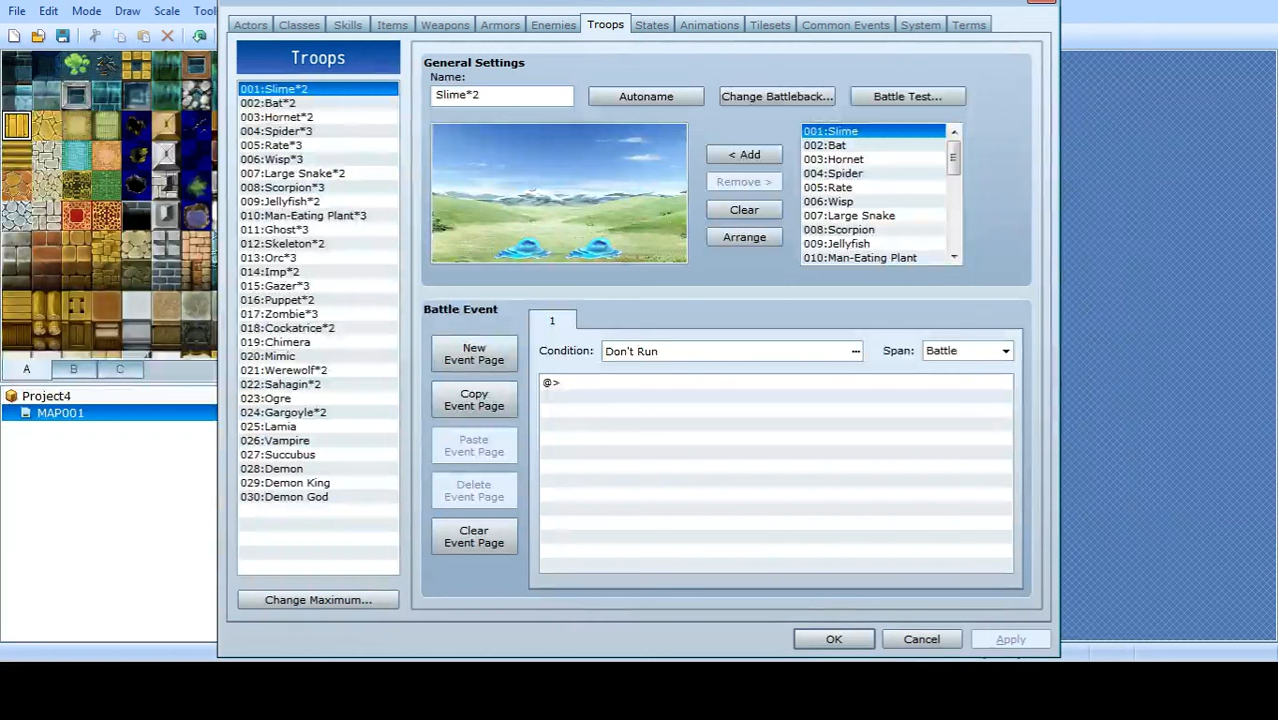 File Edit Mode Draw Scale Tool
Actors Classes Skills Items Weapons Armors Enemies Troops States Animations Tilesets Common Events System Terms
Troops
001:Slime*2
002:Bat*2
003:Hornet*2
004:Spider*3
005:Rate*3
006:Wisp*3
007:Large Snake*2
008:Scorpion*3
009:Jellyfish*2
010:Man-Eating Plant*3
011:Ghost*3
012:Skeleton*2
013:Orc*3
014:Imp*2
015:Gazer*3
016:Puppet*2
017:Zombie*3
018:Cockatrice*2
019:Chimera
020:Mimic
021:Werewolf*2
022:Sahagin*2
023:Ogre
024:Gargoyle*2
025:Lamia
026:Vampire
027:Succubus
028:Demon
029:Demon King
030:Demon God
Change Maximum...
General Settings
Name:
Slime*2
Autoname
Change Battleback...
Battle Test...
< Add
Remove >
Clear
Arrange
001:Slime
002:Bat
003:Hornet
004:Spider
005:Rate
006:Wisp
007:Large Snake
008:Scorpion
009:Jellyfish
010:Man-Eating Plant
Battle Event
New
Event Page
Copy
Event Page
Paste
Event Page
Delete
Event Page
Clear
Event Page
1
Condition: Don't Run ... Span: Battle
@>
A B C
Project4
MAP001
OK Cancel Apply